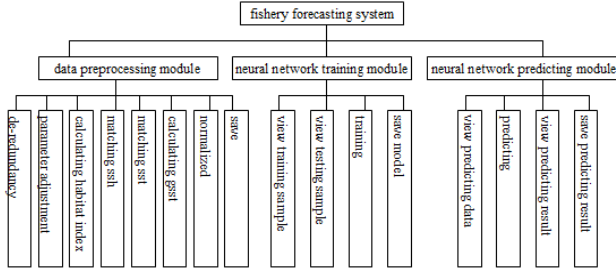 fishery forecasting system
data preprocessing module
neural network training module
neural network predicting module
de-redundancy
parameter adjustment
calculating habitat index
matching ssh
matching sst
calculating gsst
normalized
save
view training sample
view testing sample
training
save model
view predicting data
predicting
view predicting result
save predicting result